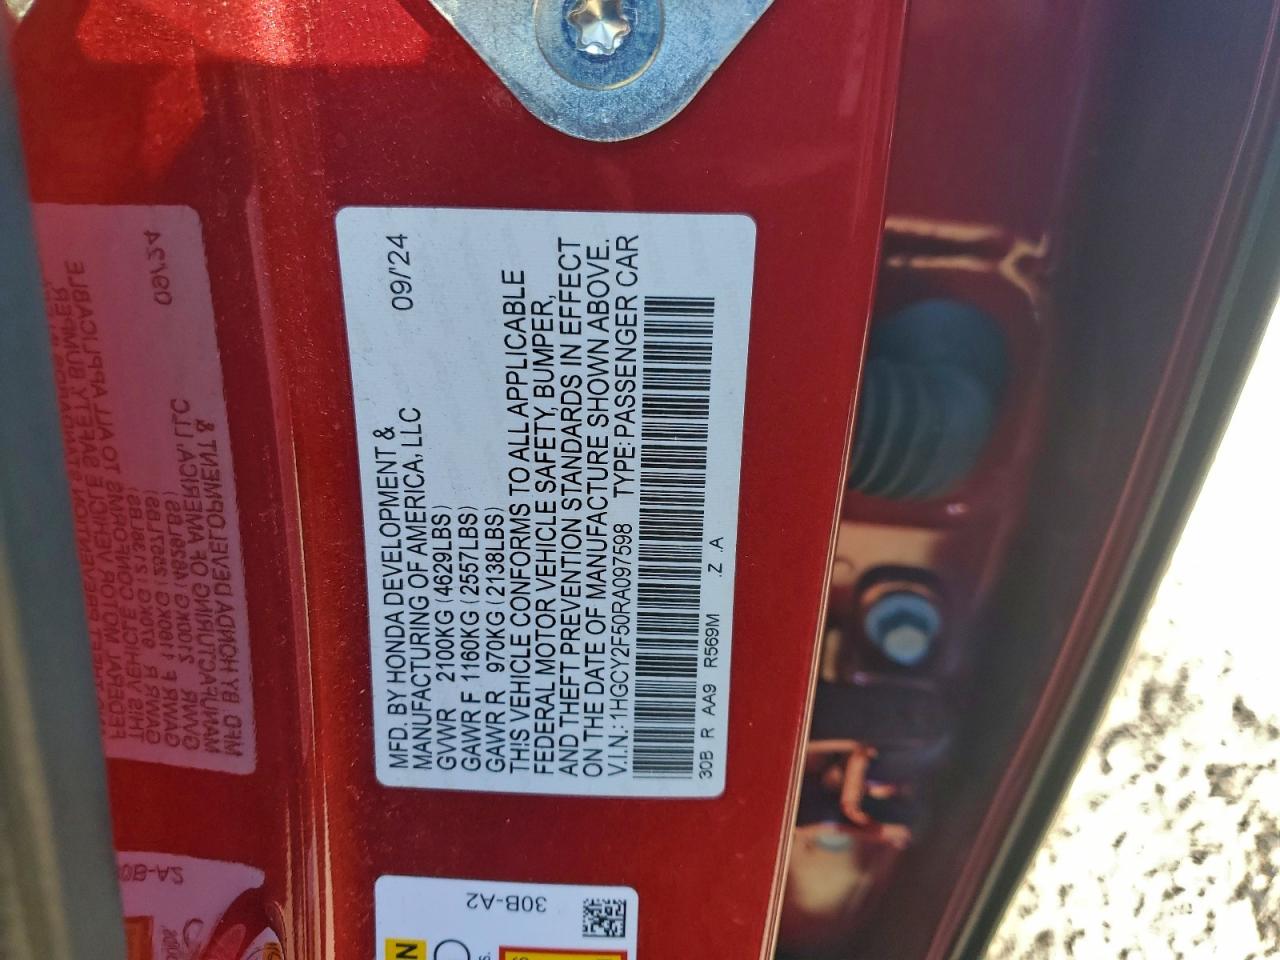 MFD. BY HONDA DEVELOPMENT &
MANUFACTURING OF AMERICA, LLC 09/'24
GVWR 2100KG (4629LBS)
GAWR F 1160KG (2557LBS)
GAWR R 970KG (2138LBS)
THIS VEHICLE CONFORMS TO ALL APPLICABLE
FEDERAL MOTOR VEHICLE SAFETY, BUMPER,
AND THEFT PREVENTION STANDARDS IN EFFECT
ON THE DATE OF MANUFACTURE SHOWN ABOVE.
V.I.N.: 1HGCY2F50RA097598 TYPE: PASSENGER CAR
30B R AA9 R569M .Z .A
30B-A2